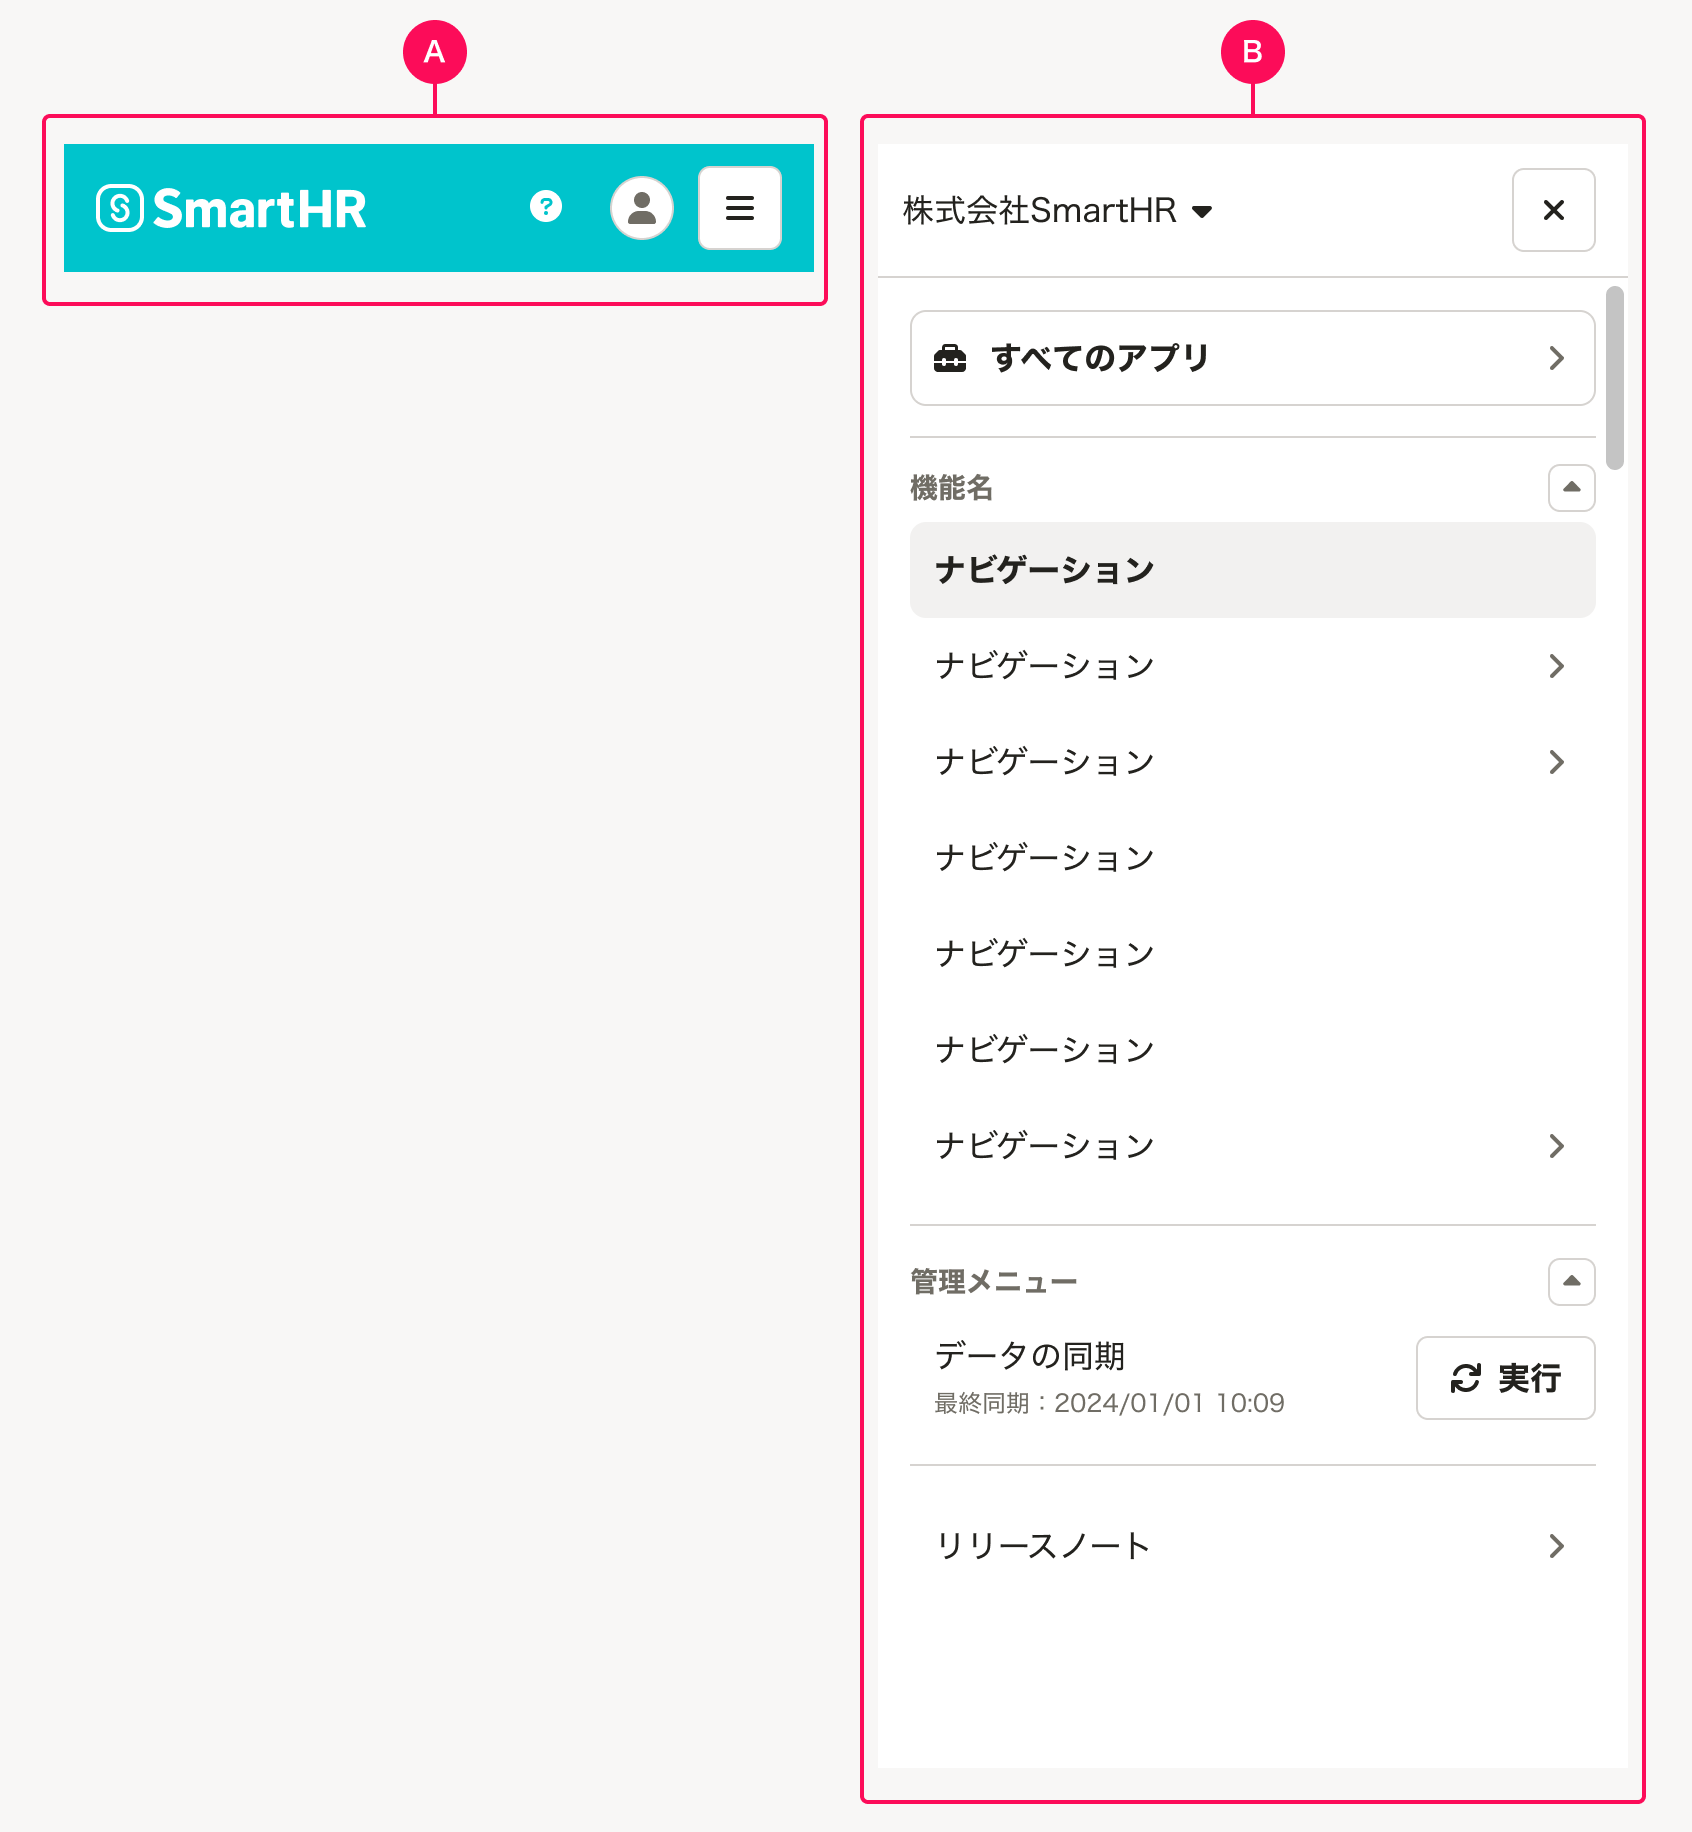 A
B
SmartHR
?
株式会社SmartHR
すべてのアプリ
機能名
ナビゲーション
ナビゲーション
ナビゲーション
ナビゲーション
ナビゲーション
ナビゲーション
ナビゲーション
管理メニュー
データの同期
最終同期：2024/01/01 10:09
実行
リリースノート